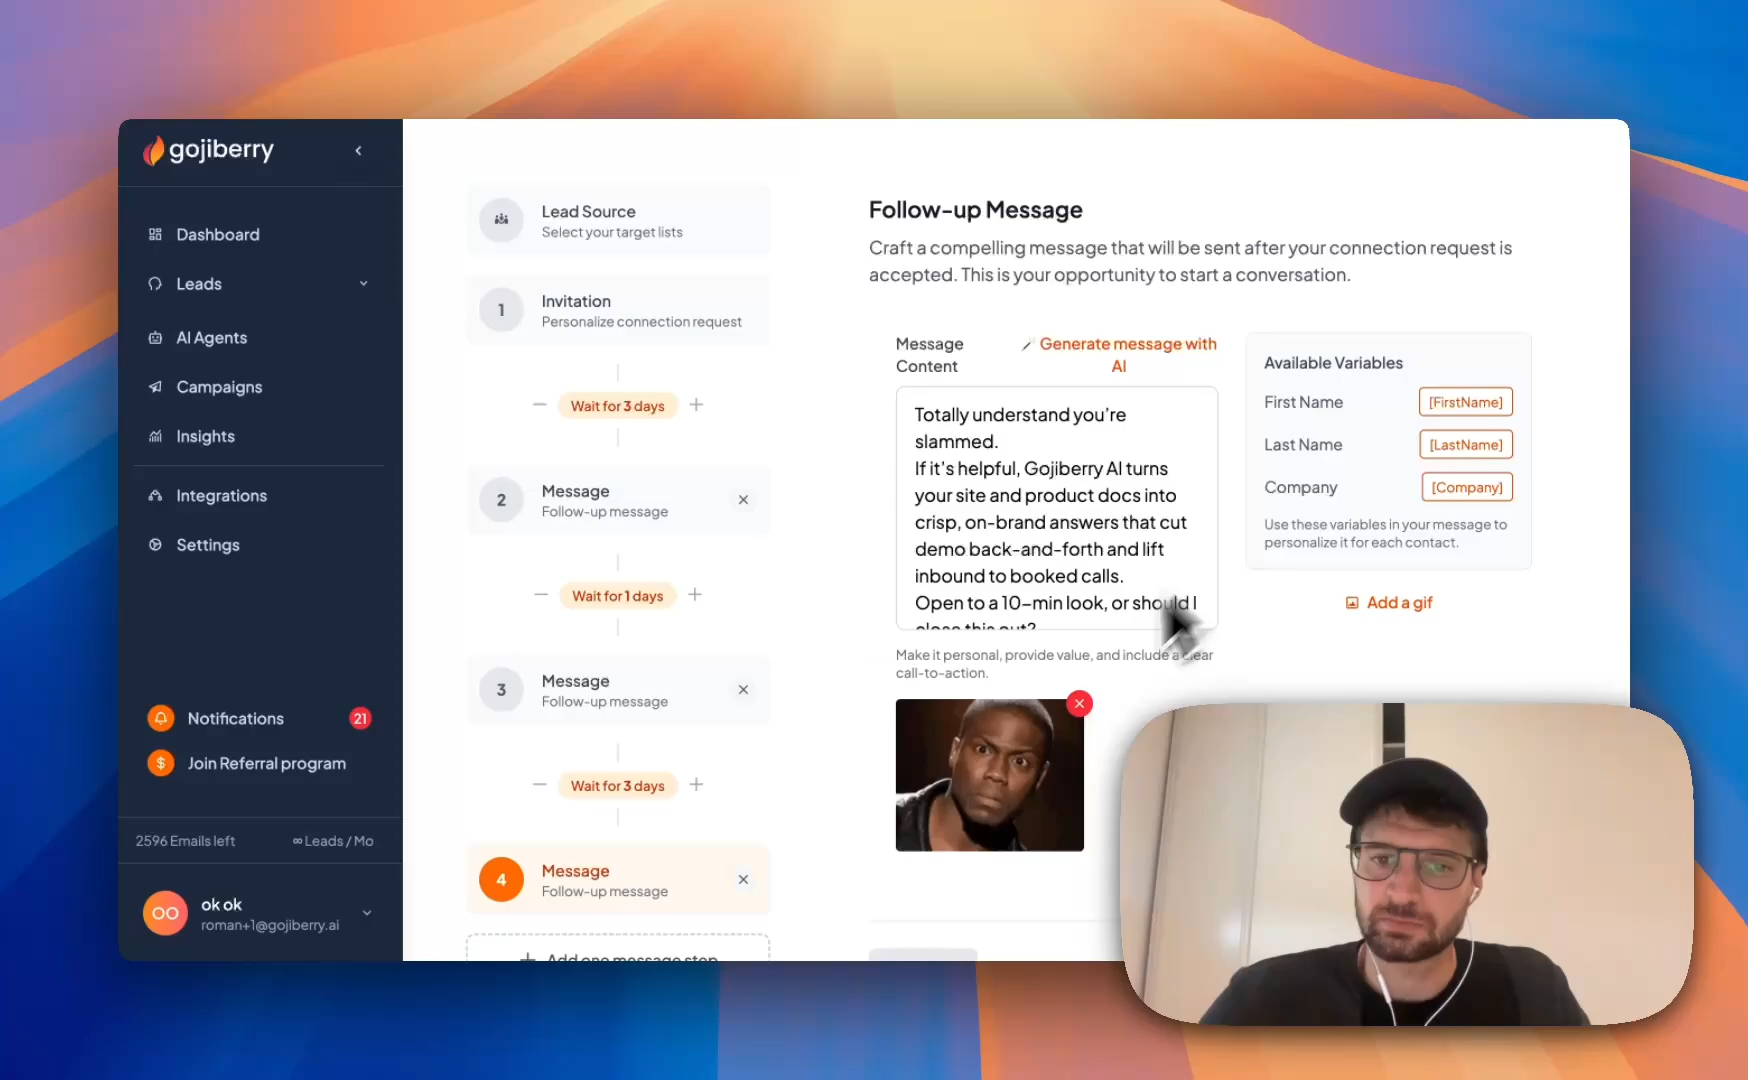 gojiberry
Dashboard
Leads
AI Agents
Campaigns
Insights
Integrations
Settings
Notifications
21
$
Join Referral program
2596 Emails left
∞ Leads / Mo
OO
ok ok
roman+1@gojiberry.ai
Lead Source
Select your target lists
1
Invitation
Personalize connection request
Wait for 3 days
2
Message
Follow-up message
Wait for 1 days
3
Message
Follow-up message
Wait for 3 days
4
Message
Follow-up message
Add one message step
Follow-up Message
Craft a compelling message that will be sent after your connection request is
accepted. This is your opportunity to start a conversation.
Message
Content
Generate message with
AI
Totally understand you’re
slammed.
If it’s helpful, Gojiberry AI turns
your site and product docs into
crisp, on-brand answers that cut
demo back-and-forth and lift
inbound to booked calls.
Open to a 10–min look, or should I
close this out?
Make it personal, provide value, and include a clear
call-to-action.
Available Variables
First Name
[FirstName]
Last Name
[LastName]
Company
[Company]
Use these variables in your message to
personalize it for each contact.
Add a gif